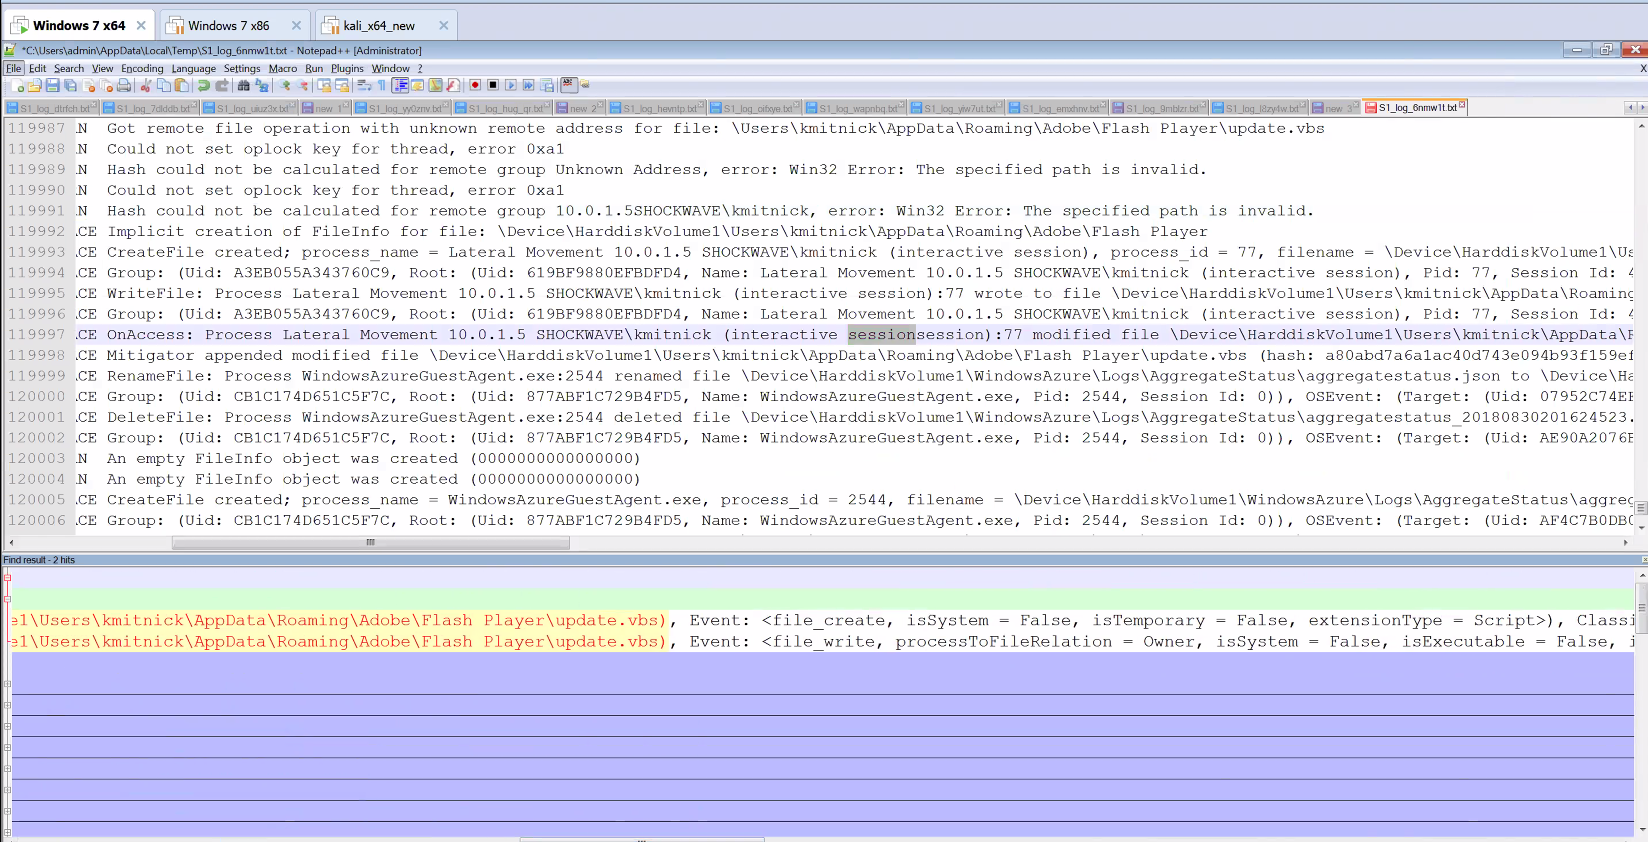 Windows 7 x64
Windows 7 x86
kali_x64_new
*C:\Users\admin\AppData\Local\Temp\S1_log_6nmw1t.txt - Notepad++ [Administrator]
File Edit Search View Encoding Language Settings Macro Run Plugins Window ? X
S1_log_dtrfch.txt S1_log_7dlddb.txt S1_log_uiuz3x.txt new 1 S1_log_yy0znv.txt S1_log_huq_qr.txt new 2 S1_log_hevntp.txt S1_log_oifxye.txt S1_log_wapnbq.txt S1_log_yiw7ut.txt S1_log_emxhnv.txt S1_log_9mblzr.txt S1_log_j8zy4w.txt new 3 S1_log_6nmw1t.txt
119987 .N Got remote file operation with unknown remote address for file: \Users\kmitnick\AppData\Roaming\Adobe\Flash Player\update.vbs
119988 .N Could not set oplock key for thread, error 0xa1
119989 .N Hash could not be calculated for remote group Unknown Address, error: Win32 Error: The specified path is invalid.
119990 .N Could not set oplock key for thread, error 0xa1
119991 .N Hash could not be calculated for remote group 10.0.1.5SHOCKWAVE\kmitnick, error: Win32 Error: The specified path is invalid.
119992 .CE Implicit creation of FileInfo for file: \Device\HarddiskVolume1\Users\kmitnick\AppData\Roaming\Adobe\Flash Player
119993 .CE CreateFile created; process_name = Lateral Movement 10.0.1.5 SHOCKWAVE\kmitnick (interactive session), process_id = 77, filename = \Device\HarddiskVolume1\Us
119994 .CE Group: (Uid: A3EB055A343760C9, Root: (Uid: 619BF9880EFBDFD4, Name: Lateral Movement 10.0.1.5 SHOCKWAVE\kmitnick (interactive session), Pid: 77, Session Id: 4
119995 .CE WriteFile: Process Lateral Movement 10.0.1.5 SHOCKWAVE\kmitnick (interactive session):77 wrote to file \Device\HarddiskVolume1\Users\kmitnick\AppData\Roaming
119996 .CE Group: (Uid: A3EB055A343760C9, Root: (Uid: 619BF9880EFBDFD4, Name: Lateral Movement 10.0.1.5 SHOCKWAVE\kmitnick (interactive session), Pid: 77, Session Id: 4
119997 CE OnAccess: Process Lateral Movement 10.0.1.5 SHOCKWAVE\kmitnick (interactive sessionsession):77 modified file \Device\HarddiskVolume1\Users\kmitnick\AppData\R
119998 .CE Mitigator appended modified file \Device\HarddiskVolume1\Users\kmitnick\AppData\Roaming\Adobe\Flash Player\update.vbs (hash: a80abd7a6a1ac40d743e094b93f159ef
119999 .CE RenameFile: Process WindowsAzureGuestAgent.exe:2544 renamed file \Device\HarddiskVolume1\WindowsAzure\Logs\AggregateStatus\aggregatestatus.json to \Device\Ha
120000 .CE Group: (Uid: CB1C174D651C5F7C, Root: (Uid: 877ABF1C729B4FD5, Name: WindowsAzureGuestAgent.exe, Pid: 2544, Session Id: 0)), OSEvent: (Target: (Uid: 07952C74EF
120001 .CE DeleteFile: Process WindowsAzureGuestAgent.exe:2544 deleted file \Device\HarddiskVolume1\WindowsAzure\Logs\AggregateStatus\aggregatestatus_20180830201624523.
120002 .CE Group: (Uid: CB1C174D651C5F7C, Root: (Uid: 877ABF1C729B4FD5, Name: WindowsAzureGuestAgent.exe, Pid: 2544, Session Id: 0)), OSEvent: (Target: (Uid: AE90A2076B
120003 .N An empty FileInfo object was created (0000000000000000)
120004 .N An empty FileInfo object was created (0000000000000000)
120005 .CE CreateFile created; process_name = WindowsAzureGuestAgent.exe, process_id = 2544, filename = \Device\HarddiskVolume1\WindowsAzure\Logs\AggregateStatus\aggrec
120006 .CE Group: (Uid: CB1C174D651C5F7C, Root: (Uid: 877ABF1C729B4FD5, Name: WindowsAzureGuestAgent.exe, Pid: 2544, Session Id: 0)), OSEvent: (Target: (Uid: AF4C7B0DB0
Find result - 2 hits
e1\Users\kmitnick\AppData\Roaming\Adobe\Flash Player\update.vbs), Event: <file_create, isSystem = False, isTemporary = False, extensionType = Script>), Classi
e1\Users\kmitnick\AppData\Roaming\Adobe\Flash Player\update.vbs), Event: <file_write, processToFileRelation = Owner, isSystem = False, isExecutable = False, i